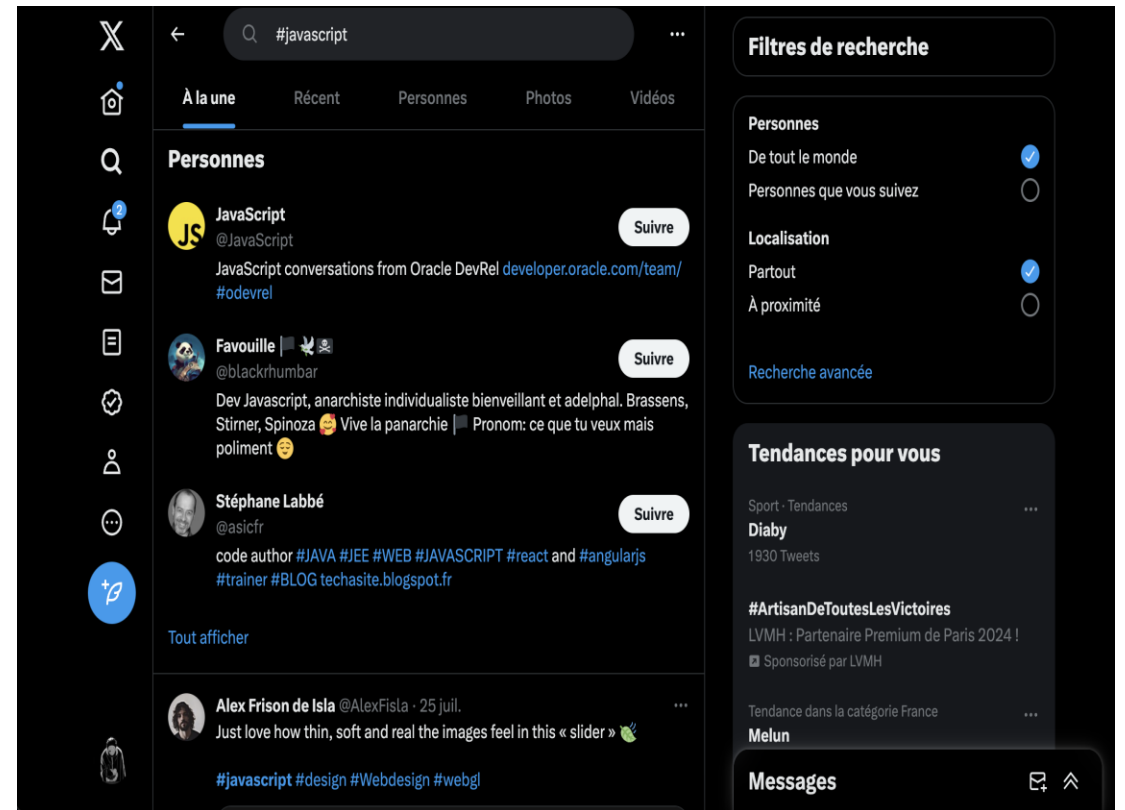 #javascript
À la une
Récent
Personnes
Photos
Vidéos
2
Personnes
JS
JavaScript
@JavaScript
Suivre
JavaScript conversations from Oracle DevRel developer.oracle.com/team/
#odevrel
Favouille
@blackrhumbar
Suivre
Dev Javascript, anarchiste individualiste bienveillant et adelphal. Brassens,
Stirner, Spinoza 🥰 Vive la panarchie 🏴 Pronom: ce que tu veux mais
poliment 😌
Stéphane Labbé
@asicfr
Suivre
code author #JAVA #JEE #WEB #JAVASCRIPT #react and #angularjs
#trainer #BLOG techasite.blogspot.fr
Tout afficher
Alex Frison de Isla @AlexFisla · 25 juil.
Just love how thin, soft and real the images feel in this « slider »
#javascript #design #Webdesign #webgl
Filtres de recherche
Personnes
De tout le monde
Personnes que vous suivez
Localisation
Partout
À proximité
Recherche avancée
Tendances pour vous
Sport · Tendances
Diaby
1930 Tweets
#ArtisanDeToutesLesVictoires
LVMH : Partenaire Premium de Paris 2024 !
Sponsorisé par LVMH
Tendance dans la catégorie France
Melun
Messages